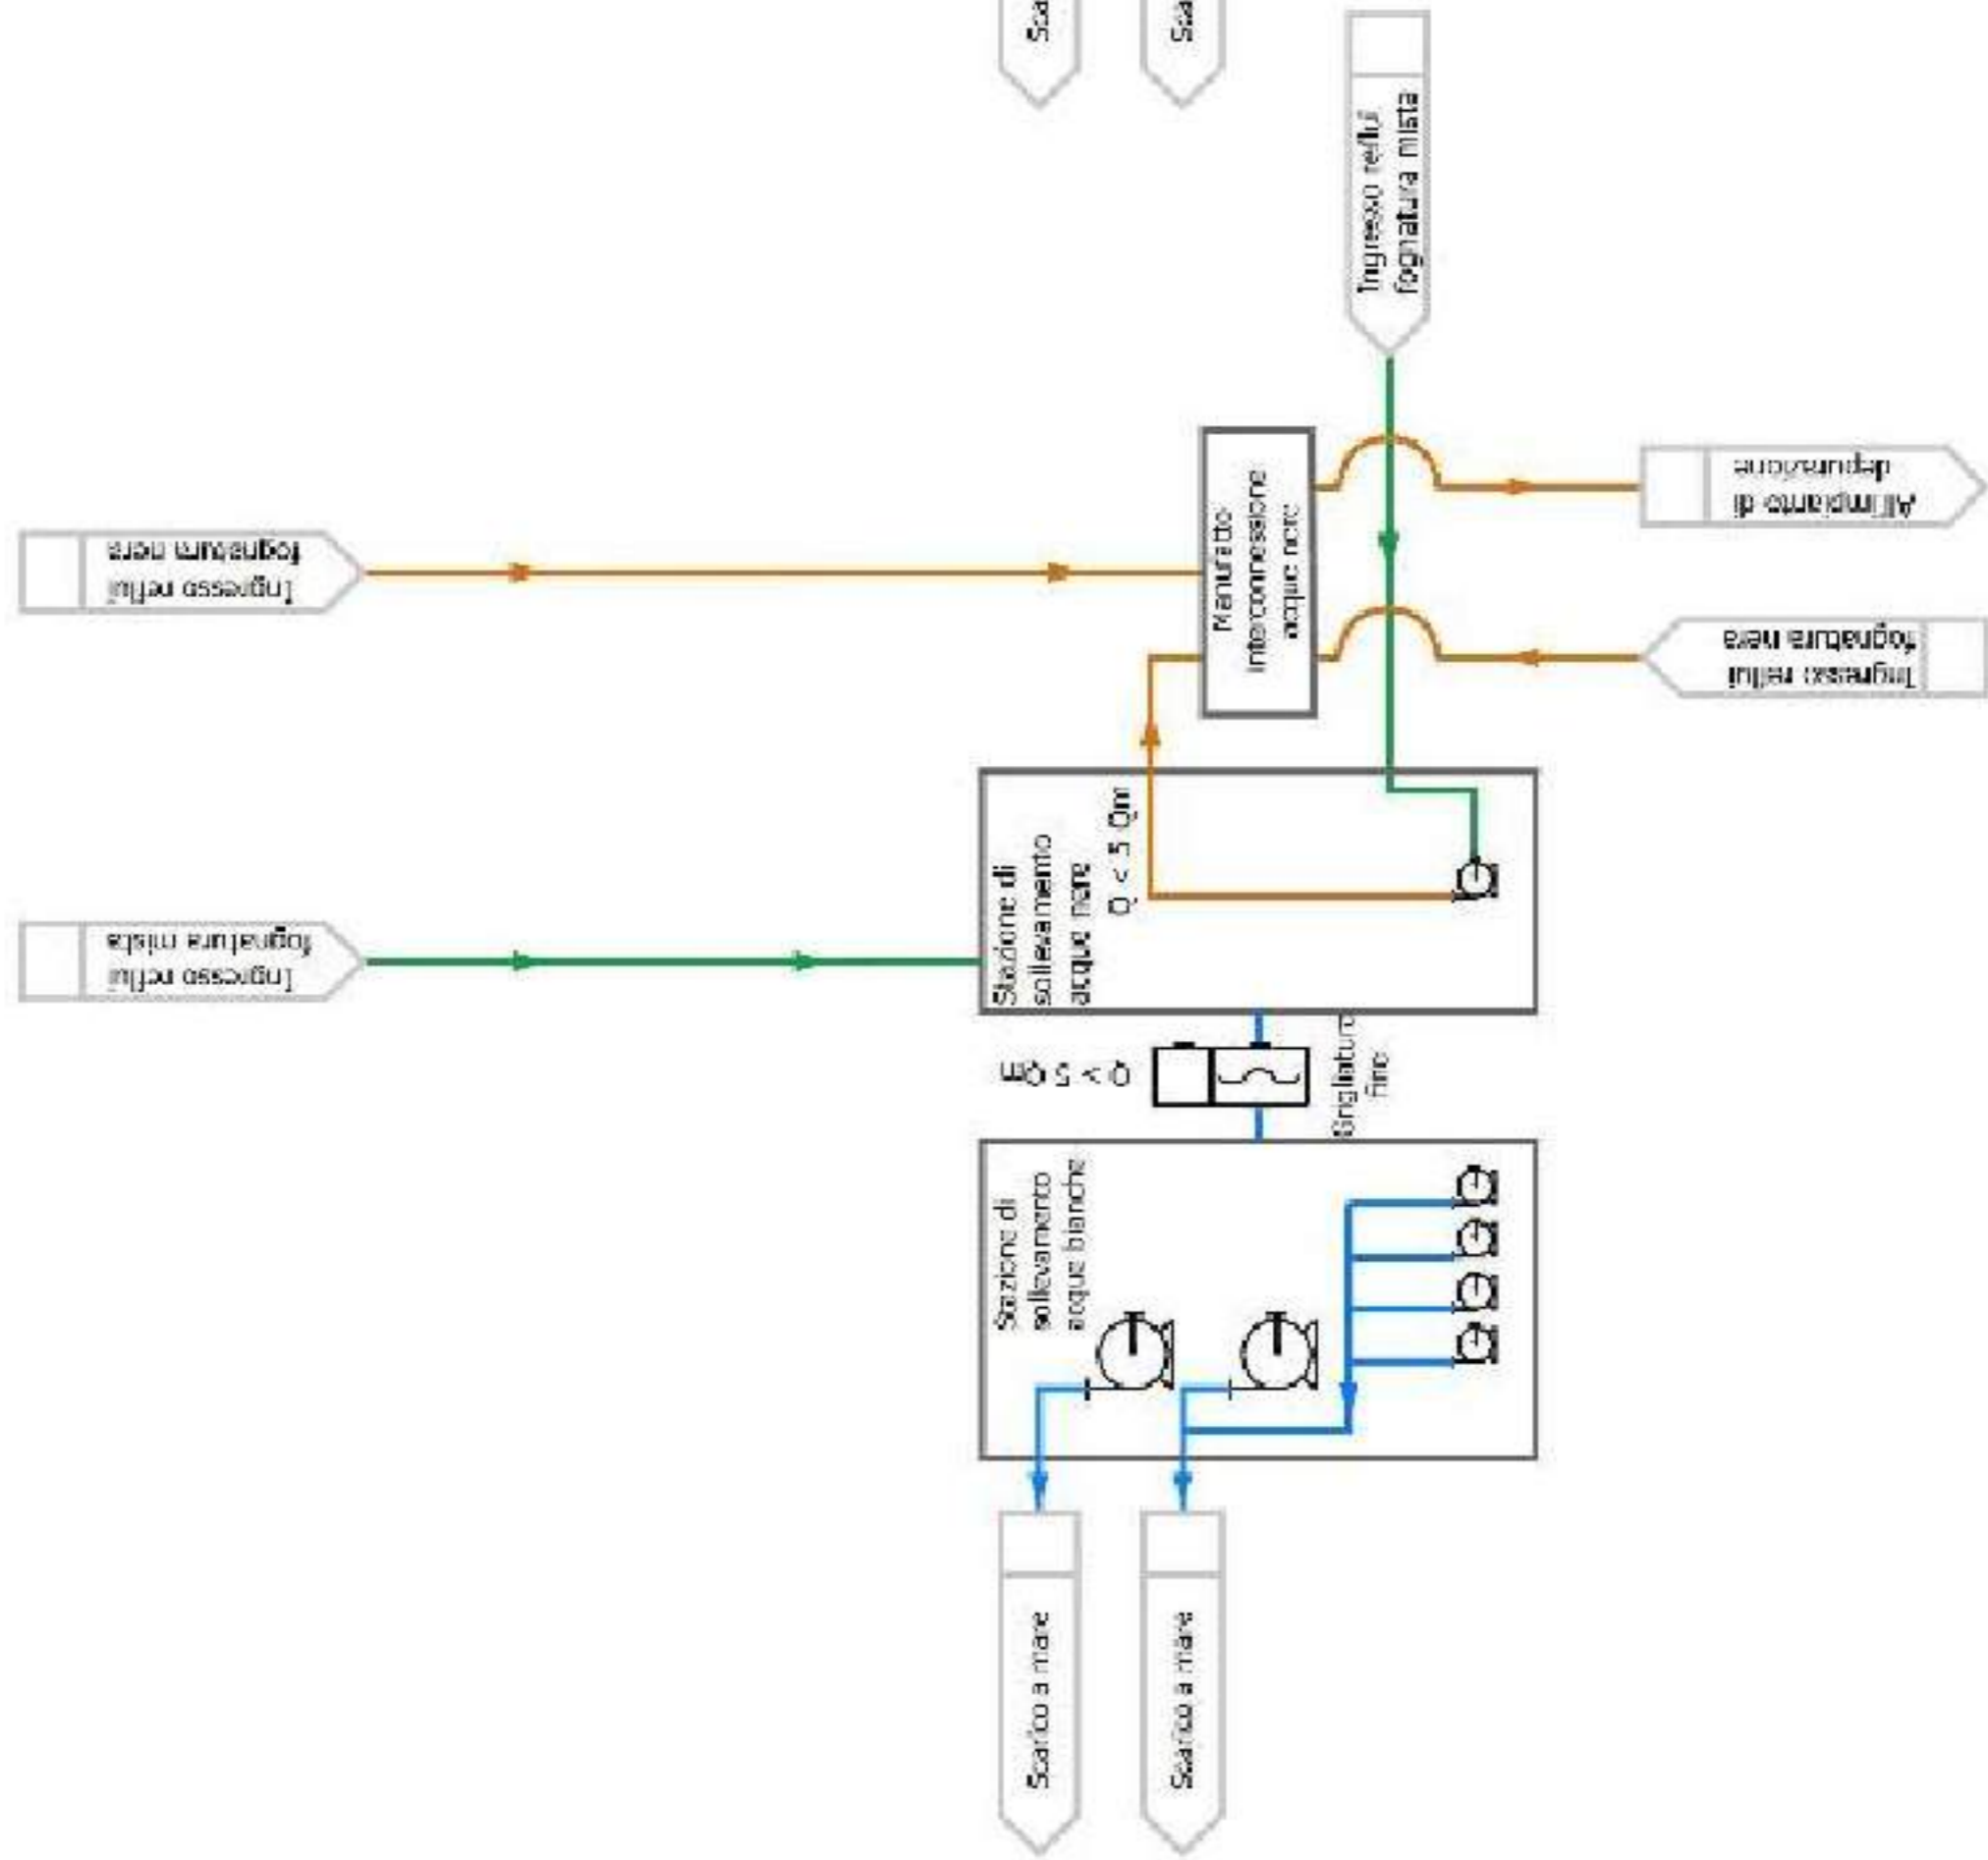 Sca
Sca
Ingresso reflui
fognatura mista
Ingresso reflui
fognatura nera
Manufatto
interconnessione
acque nere
All'impianto di
depurazione
Ingresso reflui
fognatura nera
Ingresso reflui
fognatura mista
Stazione di
sollevamento
acque nere
Q < 5 Qm
Q > 5 Qm
Grigliatura
fine
Stazione di
sollevamento
acque bianche
Scarico a mare
Scarico a mare